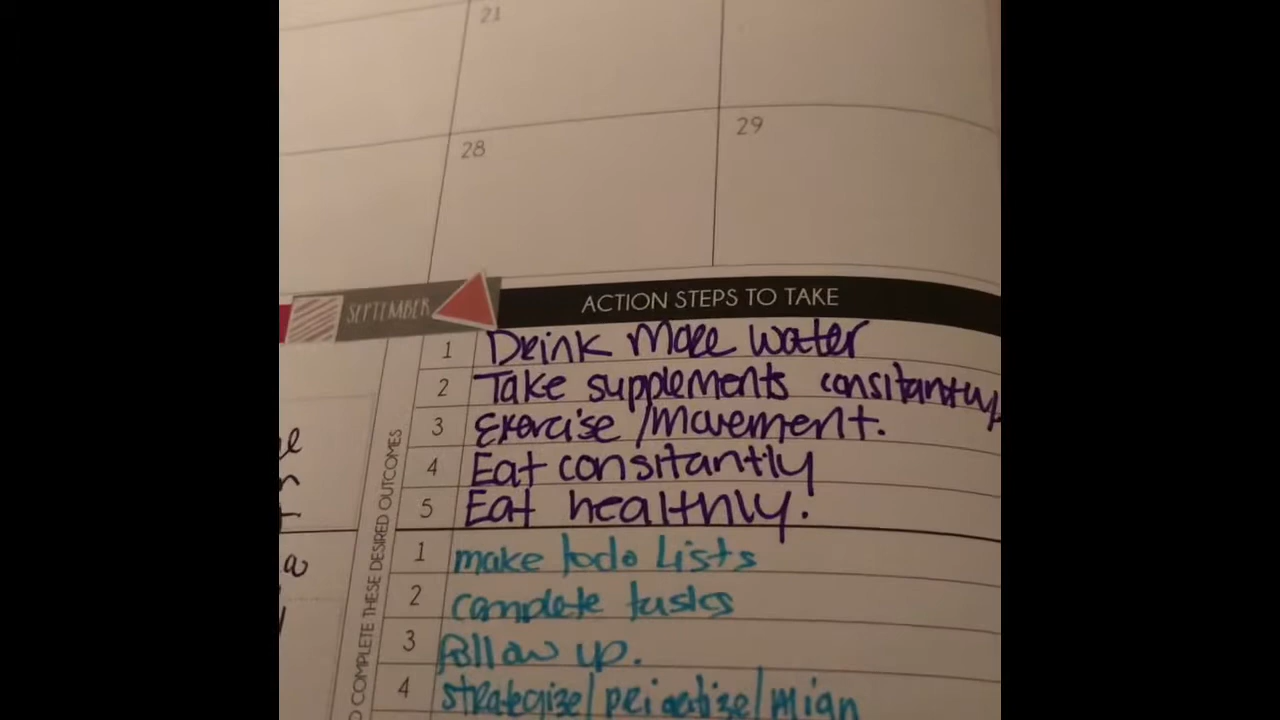 21
28
29
SEPTEMBER
ACTION STEPS TO TAKE
1 Drink More water
2 Take supplements consitantly
3 Exercise/Movement.
4 Eat consitantly
5 Eat healthly.
COMPLETE THESE DESIRED OUTCOMES
1 make todo Lists
2 complete tasks
3 follow up.
4 strategize/prioratize/